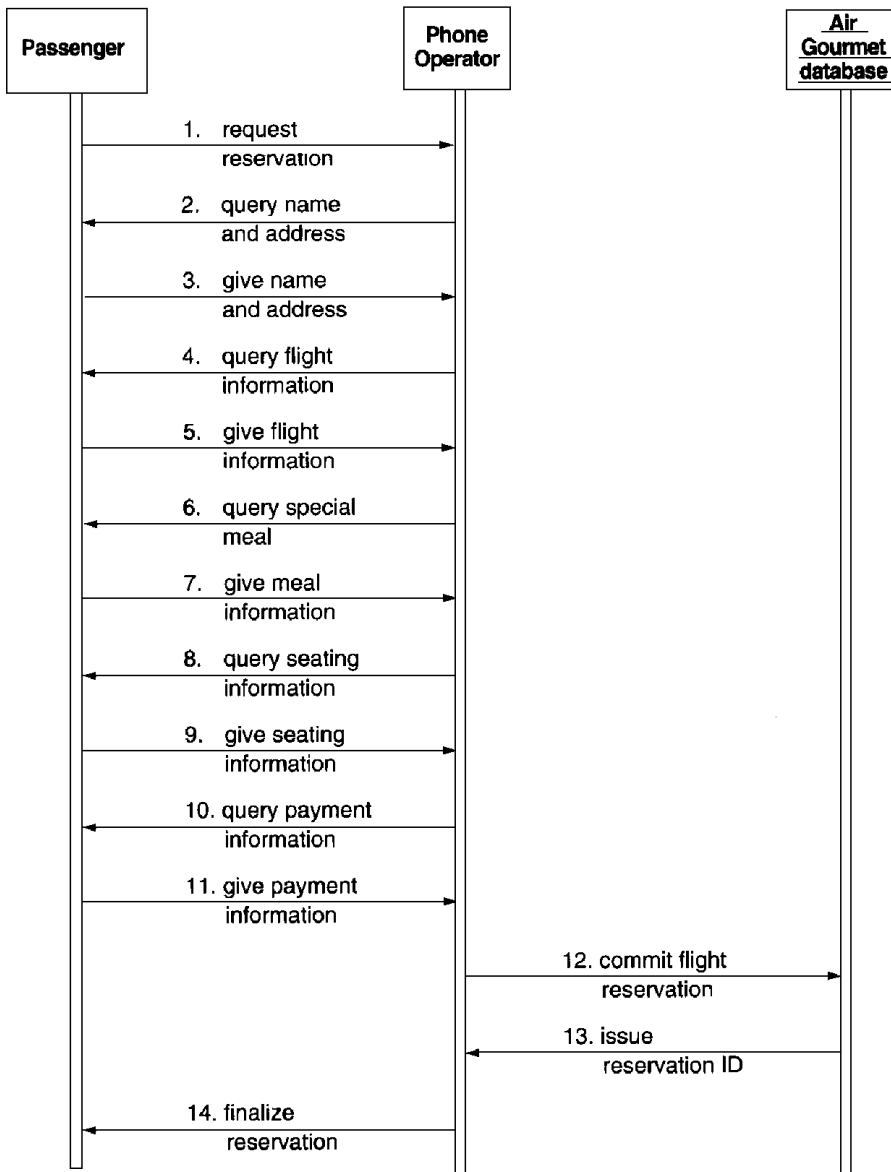 Passenger
Phone
Operator
Air
Gourmet
database
1. request
reservation
2. query name
and address
3. give name
and address
4. query flight
information
5. give flight
information
6. query special
meal
7. give meal
information
8. query seating
information
9. give seating
information
10. query payment
information
11. give payment
information
12. commit flight
reservation
13. issue
reservation ID
14. finalize
reservation